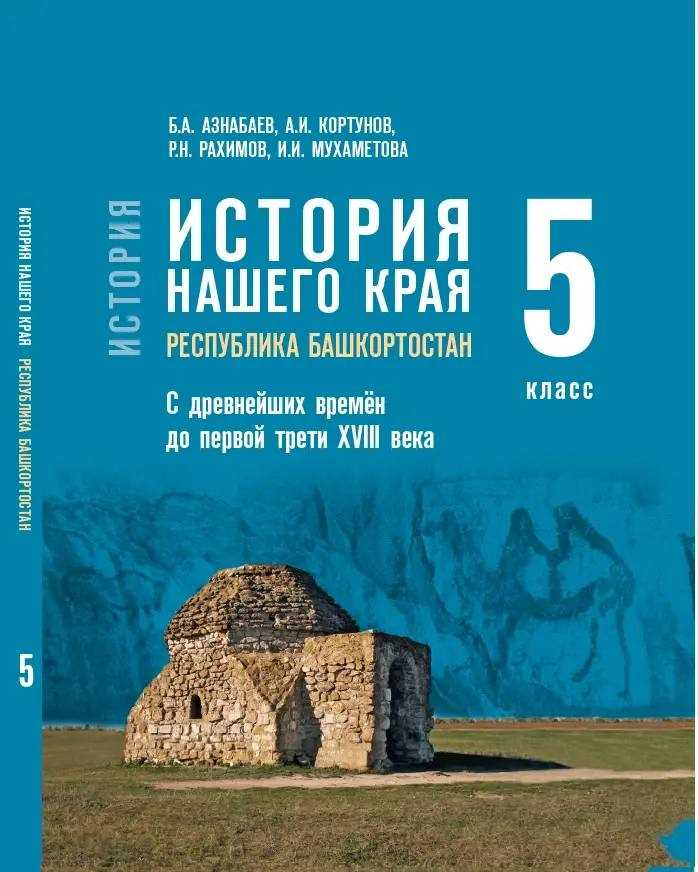 Б.А. АЗНАБАЕВ, А.И. КОРТУНОВ,
Р.Н. РАХИМОВ, И.И. МУХАМЕТОВА
ИСТОРИЯ
ИСТОРИЯ
НАШЕГО КРАЯ
РЕСПУБЛИКА БАШКОРТОСТАН
5
класс
С древнейших времён
до первой трети XVIII века
ИСТОРИЯ НАШЕГО КРАЯ РЕСПУБЛИКА БАШКОРТОСТАН
5